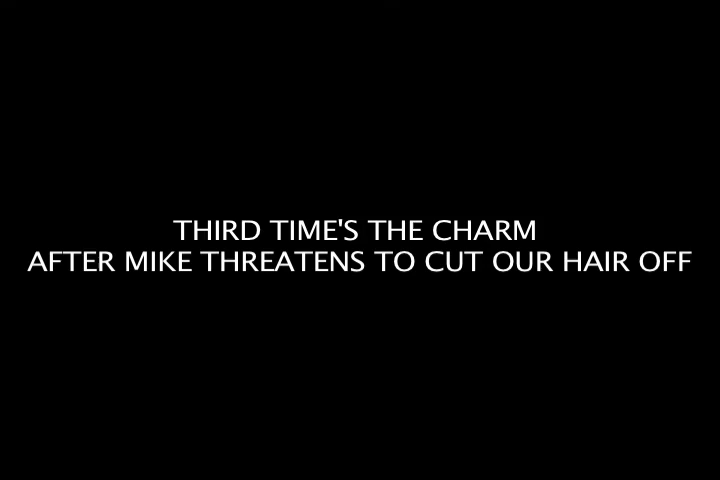 THIRD TIME'S THE CHARM
AFTER MIKE THREATENS TO CUT OUR HAIR OFF